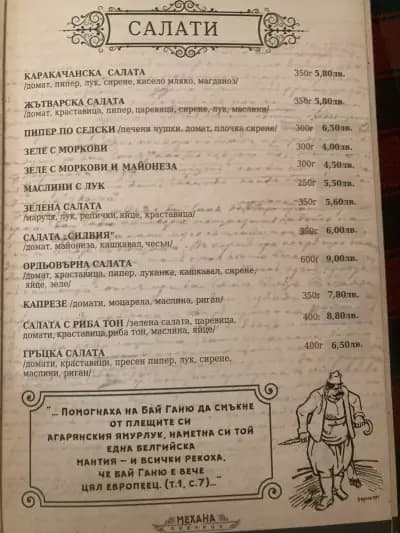 САЛАТИ
КАРАКАЧАНСКА САЛАТА 350г 5,80лв.
/домат, пипер, лук, сирене, кисело мляко, магданоз/
ЖЪТВАРСКА САЛАТА 350г 5,80лв.
/домат, краставица, пипер, царевица, сирене, лук, маслини/
ПИПЕР ПО СЕЛСКИ /печени чушки, домат, плочка сирене/ 300г 6,50лв.
ЗЕЛЕ С МОРКОВИ 300г 4,00лв.
ЗЕЛЕ С МОРКОВИ И МАЙОНЕЗА 300г 4,50лв.
МАСЛИНИ С ЛУК 250г 5,50лв.
ЗЕЛЕНА САЛАТА 350г 5,60лв.
/маруля, лук, репички, яйце, краставица/
САЛАТА „СИЛВИЯ" 350г 6,00лв.
/домат, майонеза, кашкавал, чесън/
ОРДЬОВЪРНА САЛАТА 600г 9,00лв.
/домат, краставица, пипер, луканка, кашкавал, сирене,
яйце, зеле/
КАПРЕЗЕ /домати, моцарела, маслина, риган/ 350г 7,80лв.
САЛАТА С РИБА ТОН /зелена салата, царевица, 400г 8,80лв.
домати, краставица,риба тон, маслина, яйце/
ГРЪЦКА САЛАТА 400г 6,50лв.
/домати, краставици, пресен пипер, лук, сирене,
маслини, риган/
"... Помогнаха на Бай Ганю да смъкне
от плещите си
агарянския ямурлук, наметна си той
една белгийска
мантия – и всички рекоха,
че Бай Ганю е вече
цял европеец. (т.1, с.7)..."
МЕХАНА